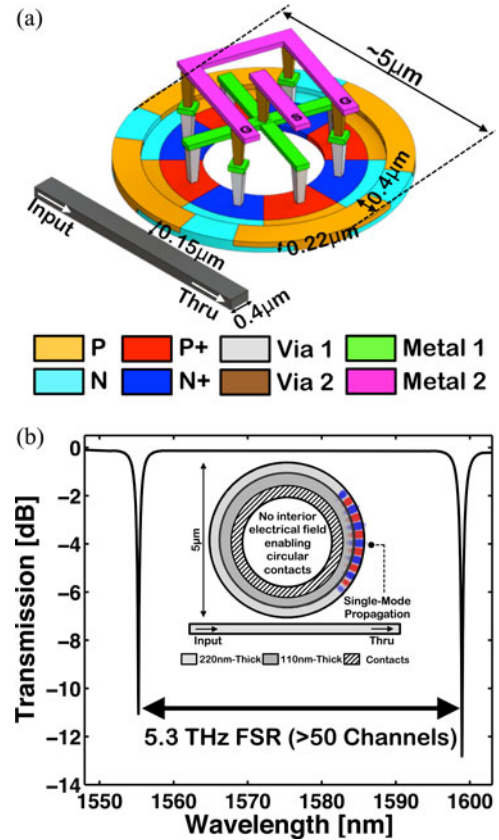 (a)
~5μm
G
S
G
0.4μm
0.22μm
Input
0.15μm
Thru
0.4μm
P P+ Via 1 Metal 1
N N+ Via 2 Metal 2
(b)
0
−2
−4
−6
−8
−10
−12
−14
Transmission [dB]
5μm
No interior
electrical field
enabling
circular
contacts
Single-Mode
Propagation
Input Thru
220nm-Thick 110nm-Thick Contacts
5.3 THz FSR (>50 Channels)
1550 1560 1570 1580 1590 1600
Wavelength [nm]